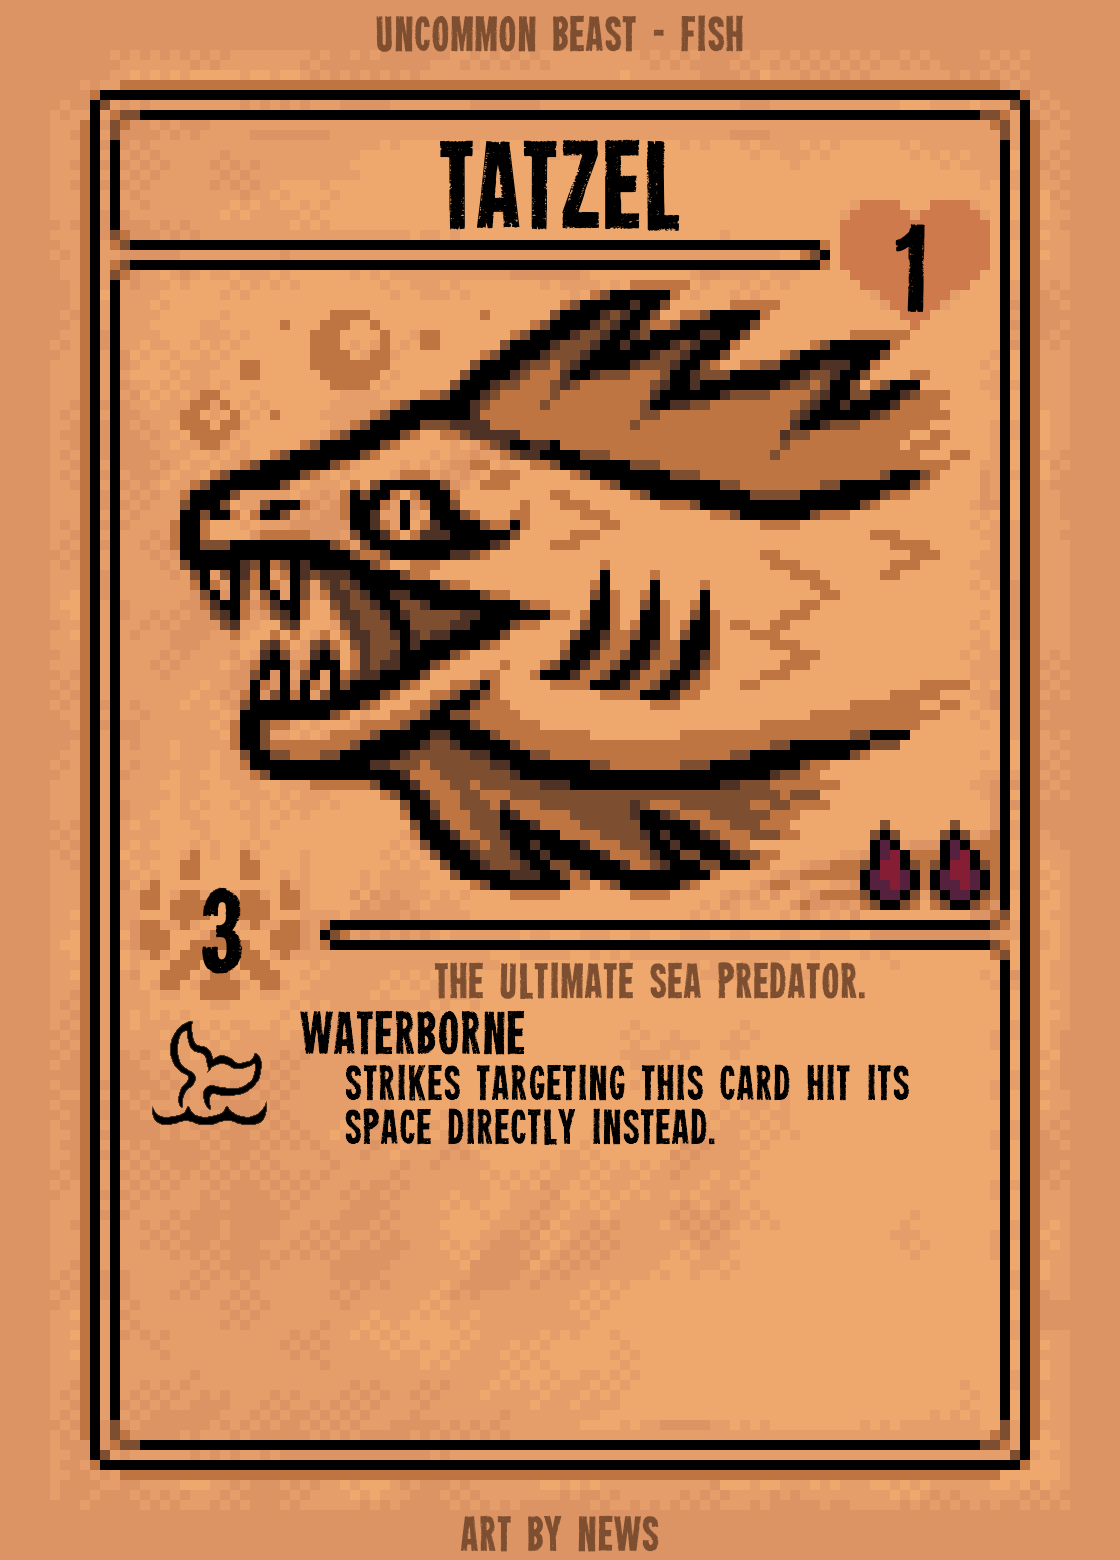 UNCOMMON BEAST - FISH
TATZEL
1
3
THE ULTIMATE SEA PREDATOR.
WATERBORNE
STRIKES TARGETING THIS CARD HIT ITS
SPACE DIRECTLY INSTEAD.
ART BY NEWS